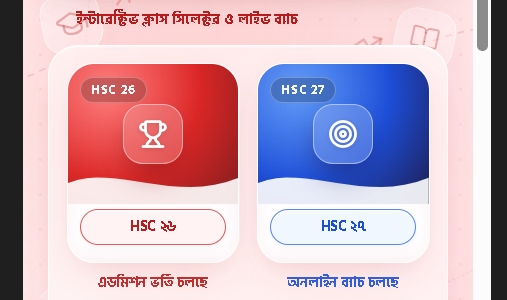 ইন্টারেক্টিভ ক্লাস সিলেক্টর ও লাইভ ব্যাচ
HSC 26
HSC 27
HSC ২৬
HSC ২৭
এডমিশন ভর্তি চলছে
অনলাইন ব্যাচ চলছে